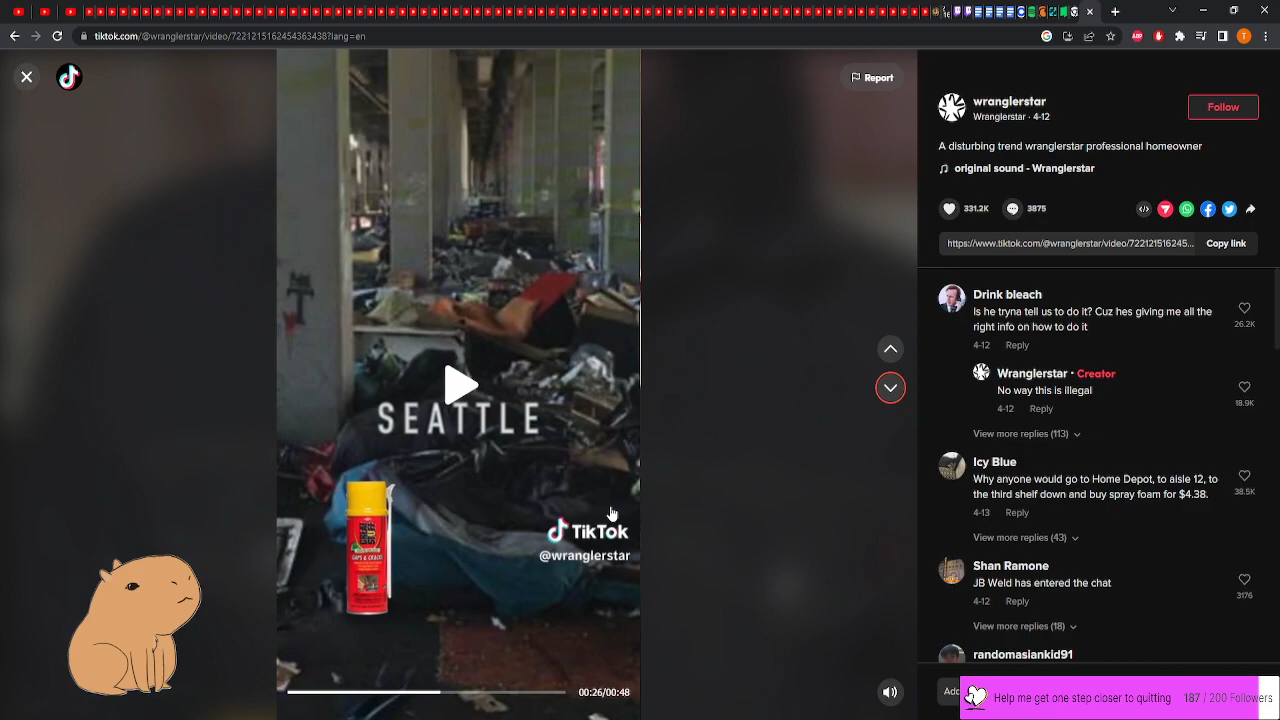 tiktok.com/@wranglerstar/video/7221215162454363438?lang=en
Report
SEATTLE
GAPS & CRACKS
TikTok
@wranglerstar
00:26/00:48
wranglerstar
Wranglerstar · 4-12
Follow
A disturbing trend wranglerstar professional homeowner
original sound - Wranglerstar
331.2K
3875
https://www.tiktok.com/@wranglerstar/video/722121516245...
Copy link
Drink bleach
Is he tryna tell us to do it? Cuz hes giving me all the
right info on how to do it
26.2K
4-12 Reply
Wranglerstar · Creator
No way this is illegal
18.9K
4-12 Reply
View more replies (113)
Icy Blue
Why anyone would go to Home Depot, to aisle 12, to
the third shelf down and buy spray foam for $4.38.
38.5K
4-13 Reply
View more replies (43)
Shan Ramone
JB Weld has entered the chat
376
4-12 Reply
View more replies (18)
randomasiankid91
Add
Help me get one step closer to quitting 187 / 200 Followers